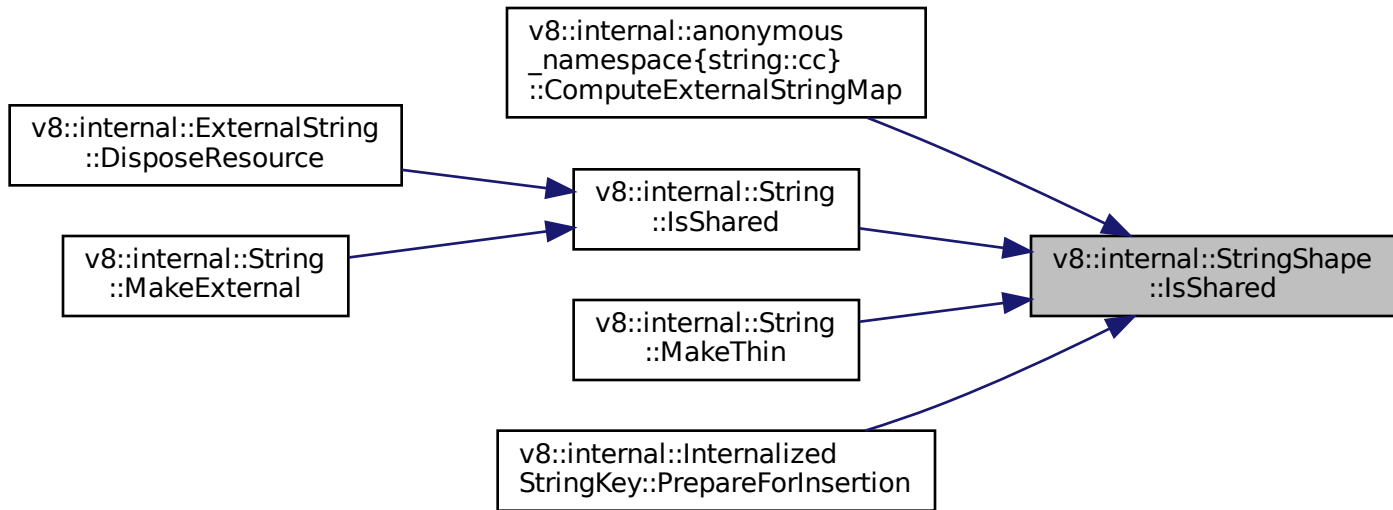 v8::internal::anonymous
_namespace{string::cc}
::ComputeExternalStringMap
v8::internal::ExternalString
::DisposeResource
v8::internal::String
::IsShared
v8::internal::String
::MakeExternal
v8::internal::StringShape
::IsShared
v8::internal::String
::MakeThin
v8::internal::Internalized
StringKey::PrepareForInsertion